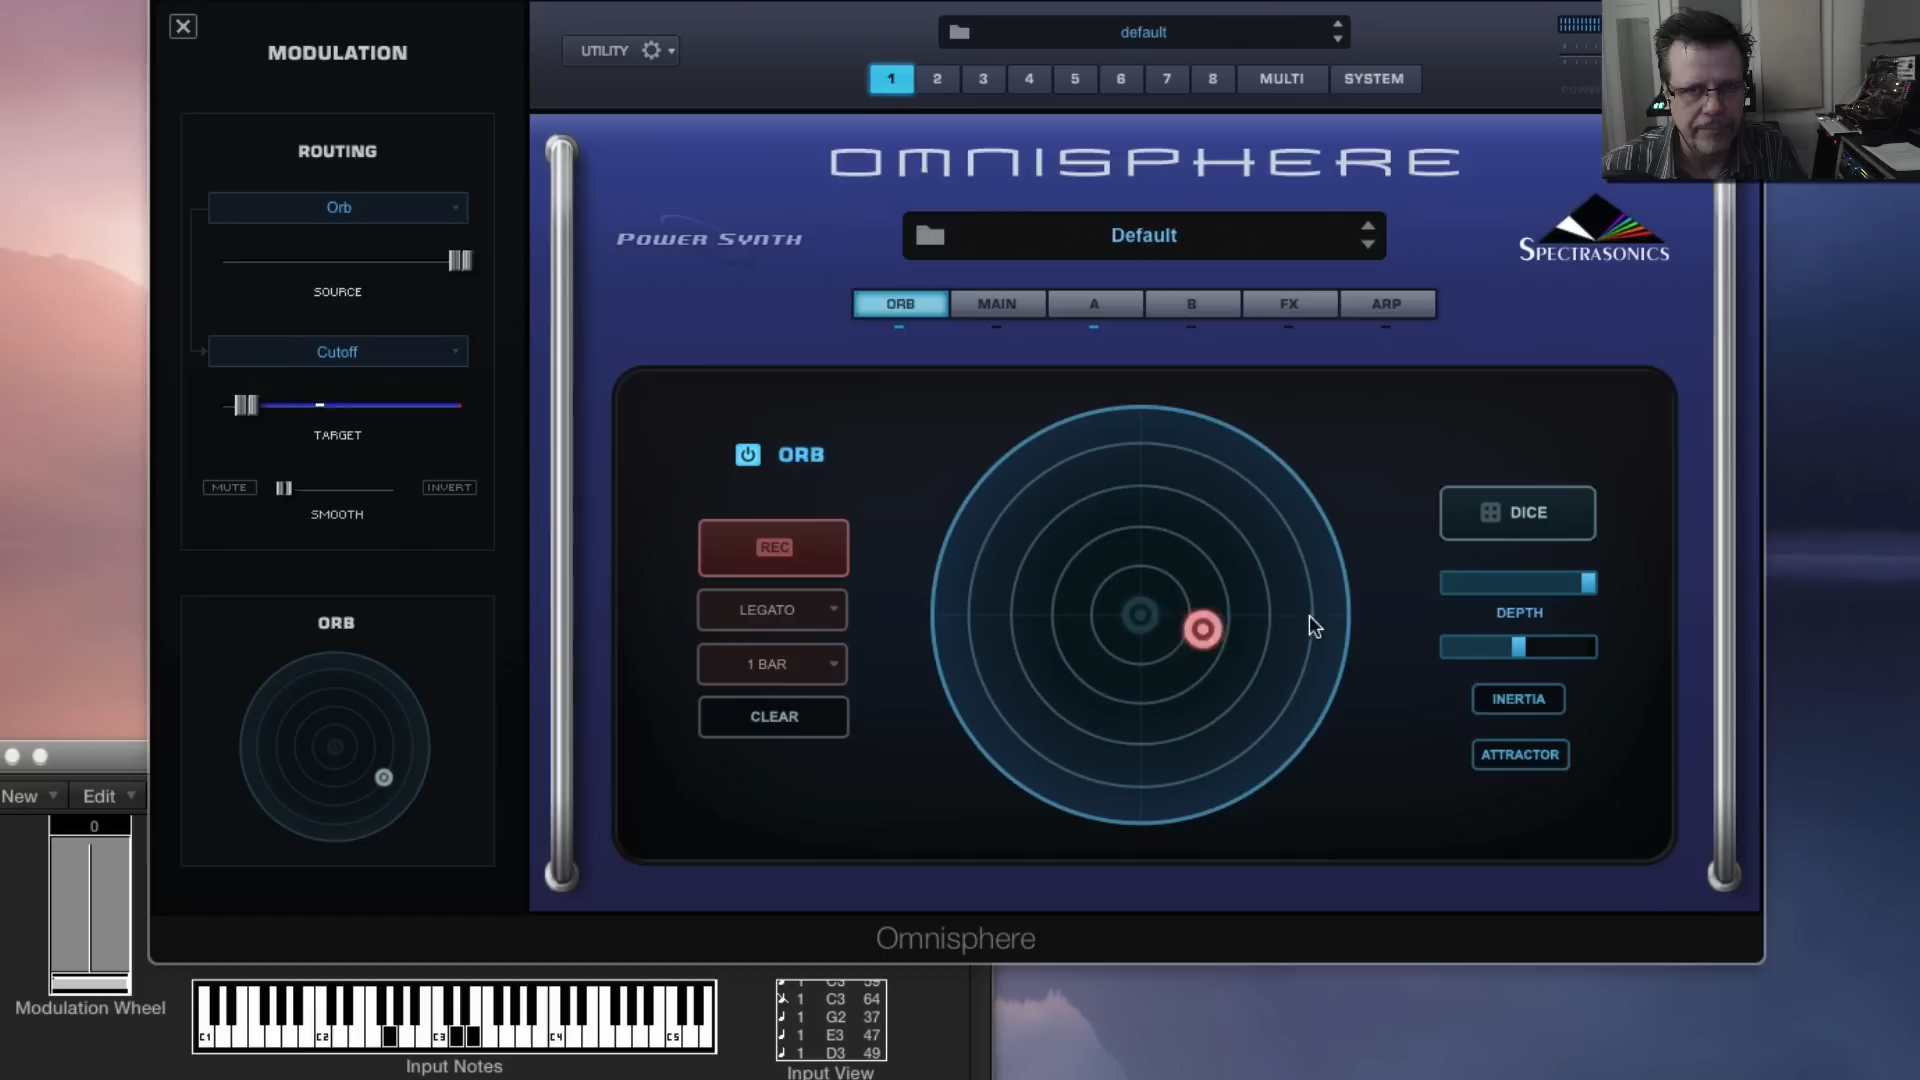 MODULATION
ROUTING
Orb
SOURCE
Cutoff
TARGET
MUTE
INVERT
SMOOTH
ORB
UTILITY
default
1 2 3 4 5 6 7 8 MULTI SYSTEM
OMNISPHERE
POWER SYNTH
Default
SPECTRASONICS
ORB MAIN A B FX ARP
ORB
REC
LEGATO
1 BAR
CLEAR
DICE
DEPTH
INERTIA
ATTRACTOR
Omnisphere
New Edit
0
Modulation Wheel
C1 C2 C3 C4 C5
Input Notes
1 C3 59
1 C3 64
1 G2 37
1 E3 47
1 D3 49
Input View